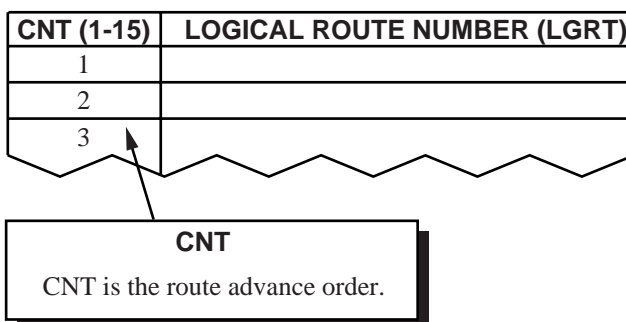 CNT (1-15) LOGICAL ROUTE NUMBER (LGRT)
1
2
3
CNT
CNT is the route advance order.